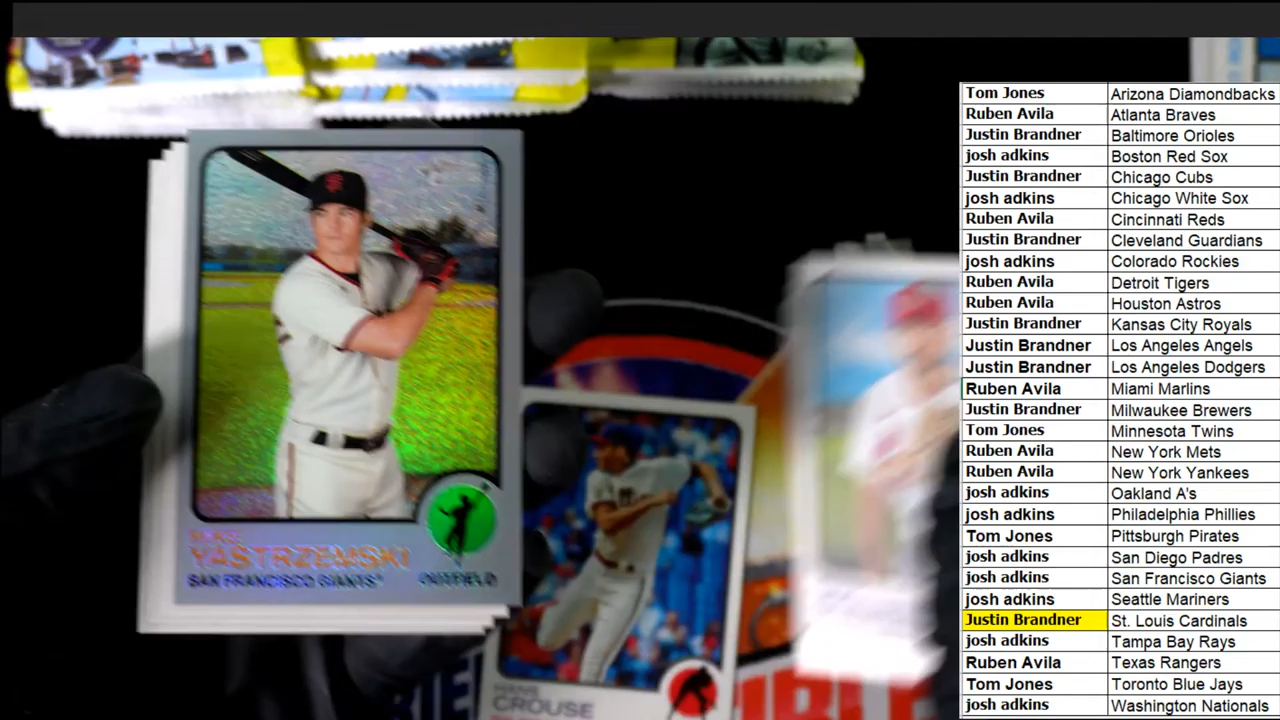 YASTRZEMSKI
SAN FRANCISCO GIANTS
OUTFIELD
HANS
CROUSE
Tom Jones Arizona Diamondbacks
Ruben Avila Atlanta Braves
Justin Brandner Baltimore Orioles
josh adkins Boston Red Sox
Justin Brandner Chicago Cubs
josh adkins Chicago White Sox
Ruben Avila Cincinnati Reds
Justin Brandner Cleveland Guardians
josh adkins Colorado Rockies
Ruben Avila Detroit Tigers
Ruben Avila Houston Astros
Justin Brandner Kansas City Royals
Justin Brandner Los Angeles Angels
Justin Brandner Los Angeles Dodgers
Ruben Avila Miami Marlins
Justin Brandner Milwaukee Brewers
Tom Jones Minnesota Twins
Ruben Avila New York Mets
Ruben Avila New York Yankees
josh adkins Oakland A's
josh adkins Philadelphia Phillies
Tom Jones Pittsburgh Pirates
josh adkins San Diego Padres
josh adkins San Francisco Giants
josh adkins Seattle Mariners
Justin Brandner St. Louis Cardinals
josh adkins Tampa Bay Rays
Ruben Avila Texas Rangers
Tom Jones Toronto Blue Jays
josh adkins Washington Nationals